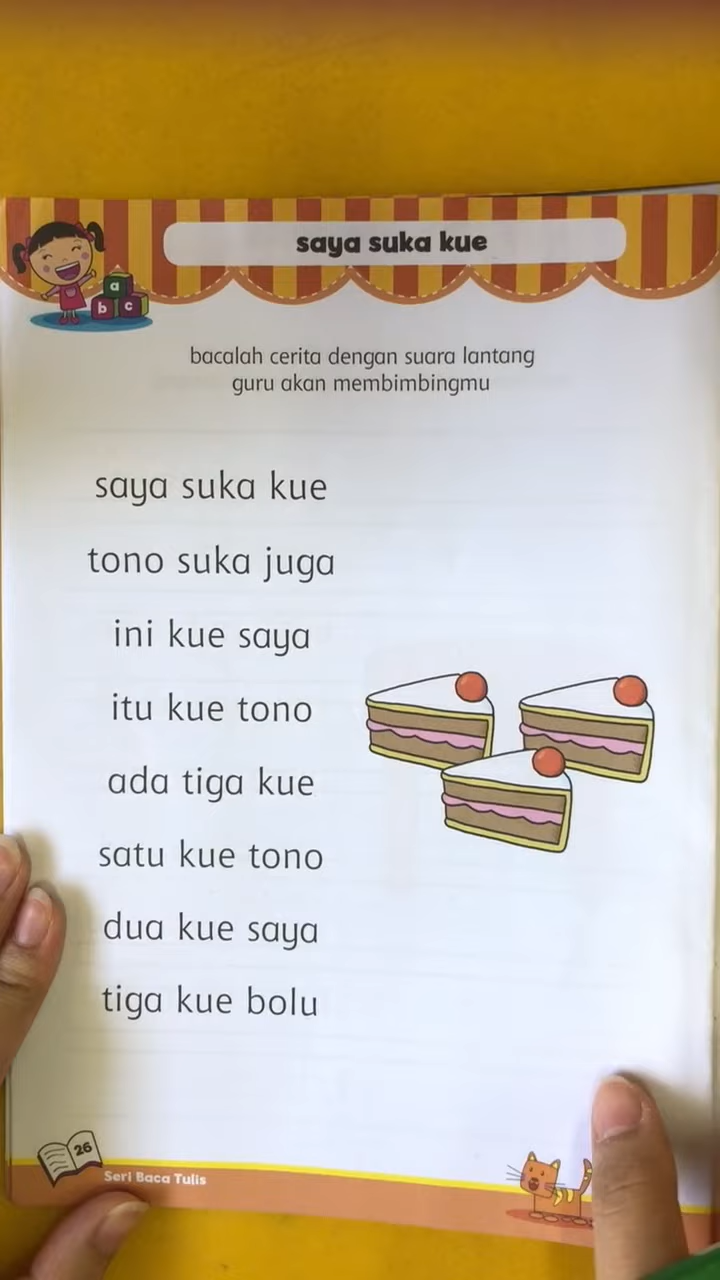 saya suka kue
a
b c
bacalah cerita dengan suara lantang
guru akan membimbingmu
saya suka kue
tono suka juga
ini kue saya
itu kue tono
ada tiga kue
satu kue tono
dua kue saya
tiga kue bolu
26
Seri Baca Tulis